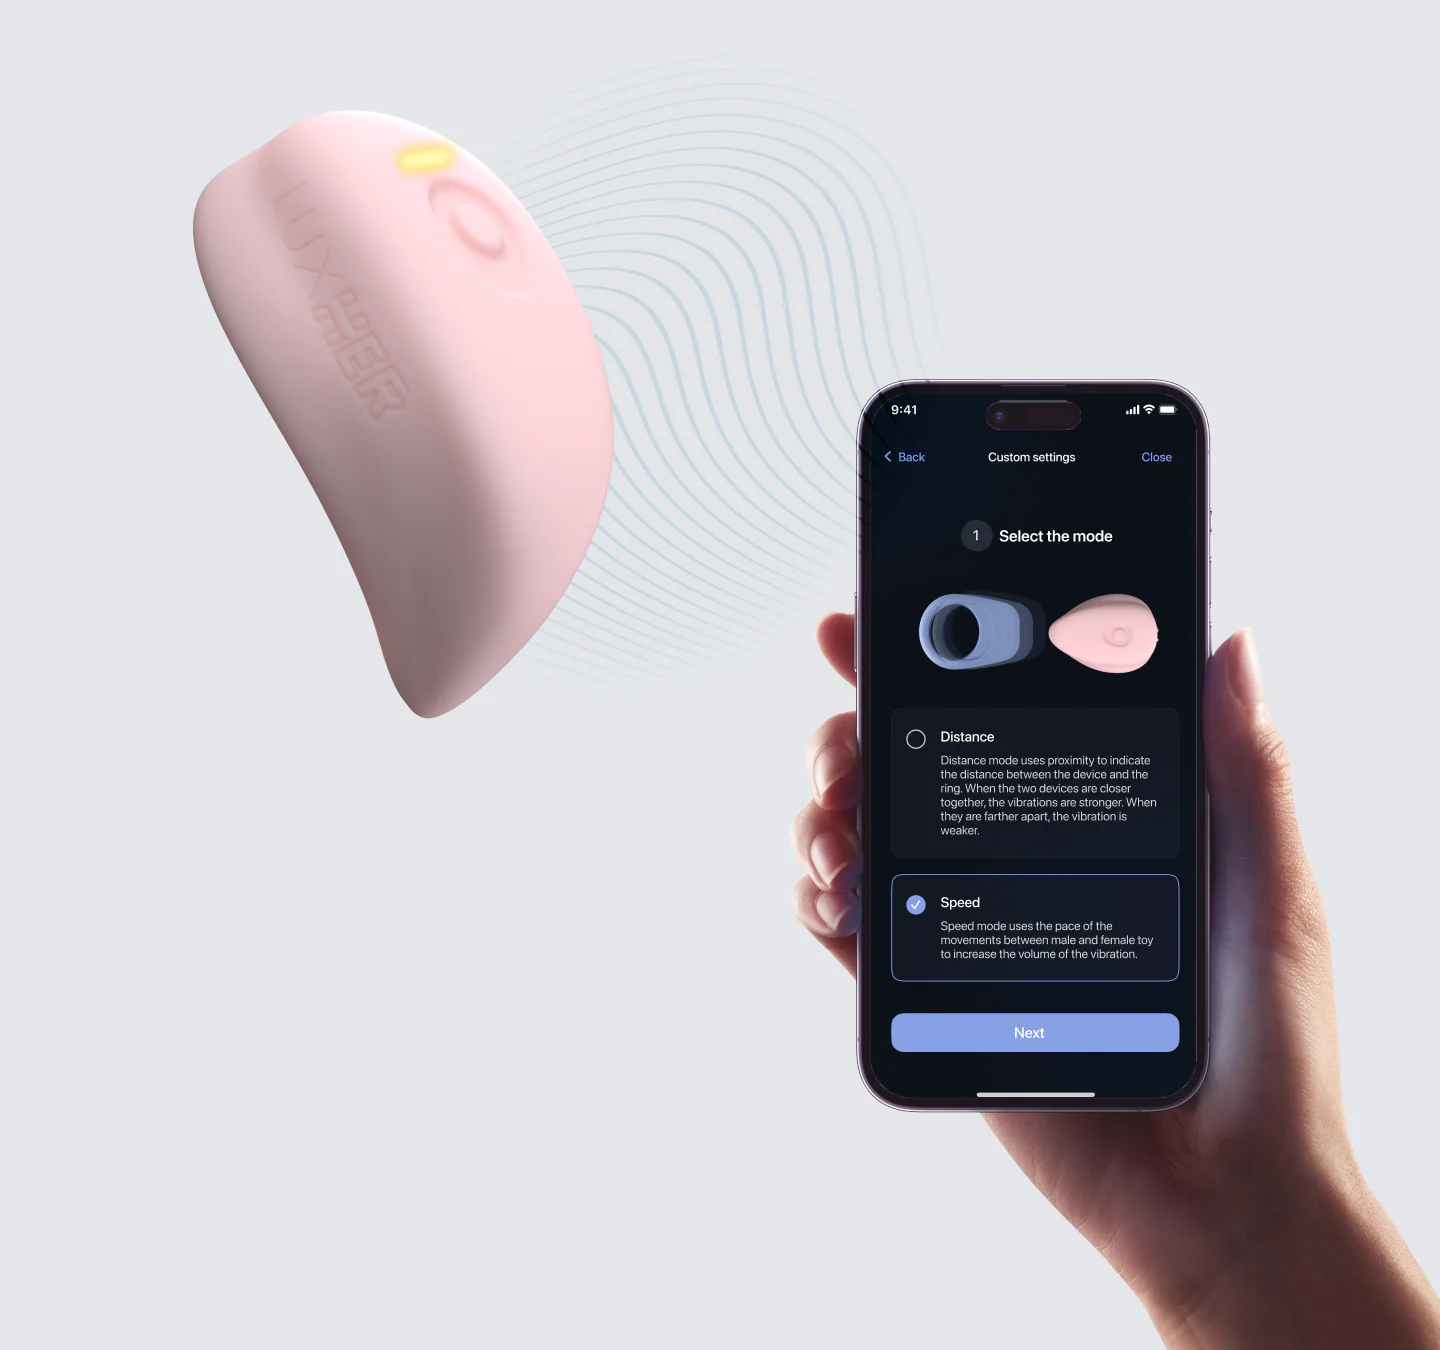 LUX HER
9:41
Back
Custom settings
Close
1 Select the mode
Distance
Distance mode uses proximity to indicate
the distance between the device and the
ring. When the two devices are closer
together, the vibrations are stronger. When
they are farther apart, the vibration is
weaker.
Speed
Speed mode uses the pace of the
movements between male and female toy
to increase the volume of the vibration.
Next